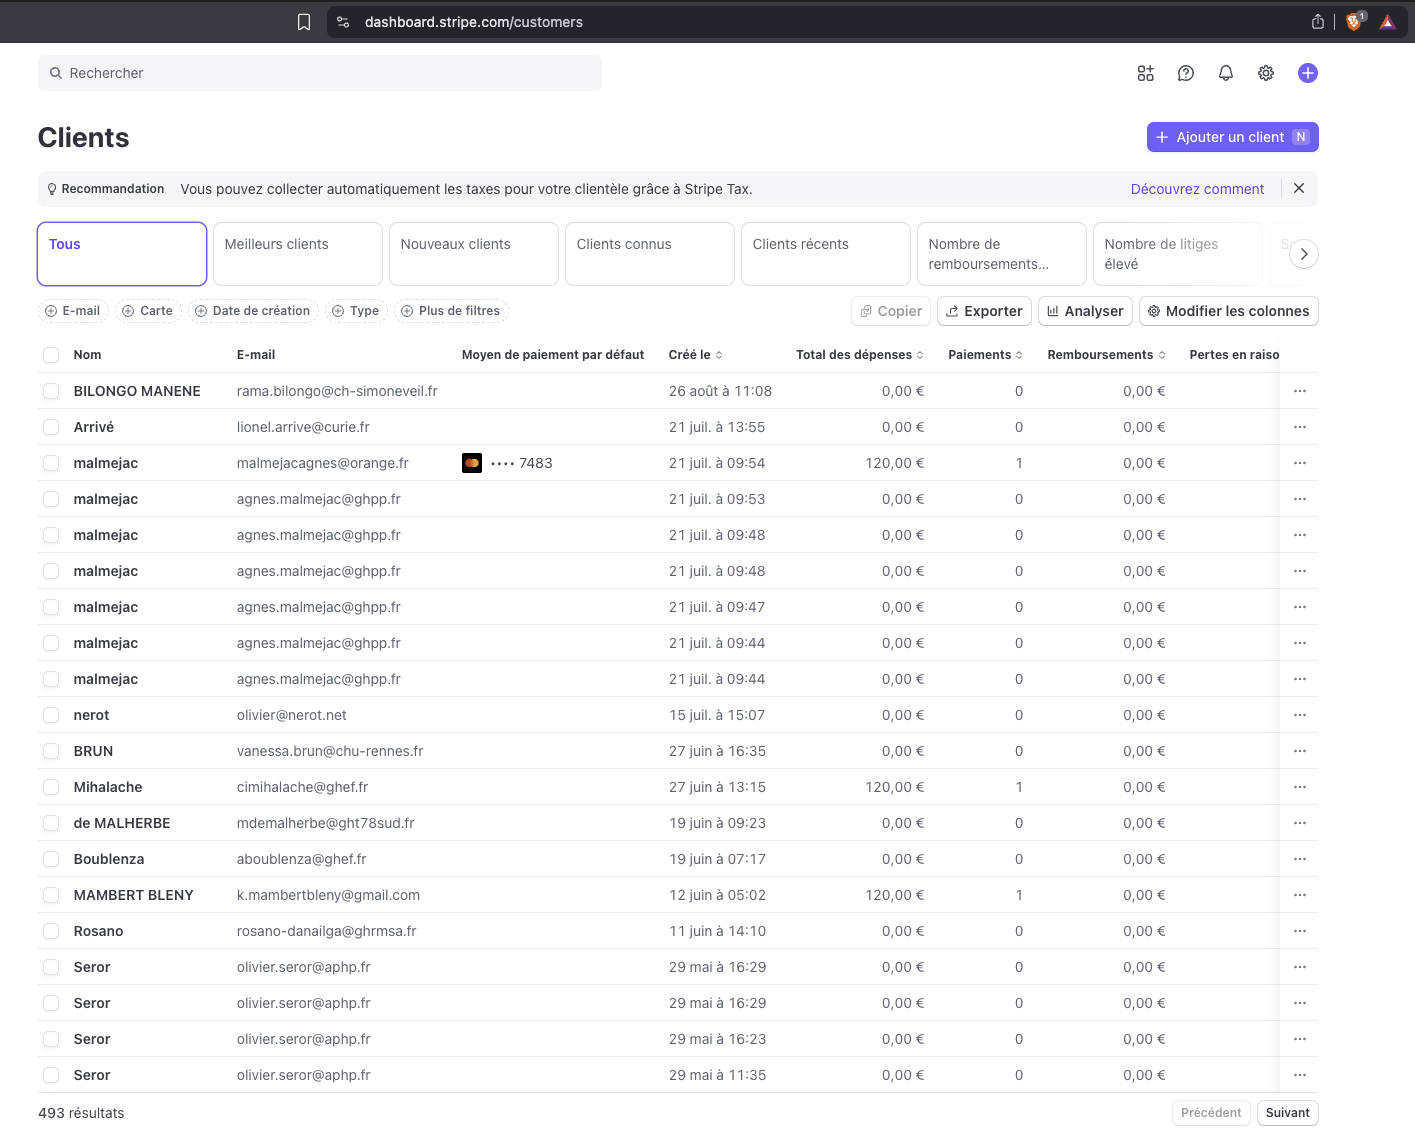 dashboard.stripe.com/customers
1
Rechercher
Clients
Ajouter un client N
Recommandation Vous pouvez collecter automatiquement les taxes pour votre clientèle grâce à Stripe Tax. Découvrez comment
Tous
Meilleurs clients
Nouveaux clients
Clients connus
Clients récents
Nombre de
remboursements…
Nombre de litiges
élevé
E-mail Carte Date de création Type Plus de filtres Copier Exporter Analyser Modifier les colonnes
Nom E-mail Moyen de paiement par défaut Créé le Total des dépenses Paiements Remboursements Pertes en raiso
BILONGO MANENE rama.bilongo@ch-simoneveil.fr 26 août à 11:08 0,00 € 0 0,00 €
Arrivé lionel.arrive@curie.fr 21 juil. à 13:55 0,00 € 0 0,00 €
malmejac malmejacagnes@orange.fr •••• 7483 21 juil. à 09:54 120,00 € 1 0,00 €
malmejac agnes.malmejac@ghpp.fr 21 juil. à 09:53 0,00 € 0 0,00 €
malmejac agnes.malmejac@ghpp.fr 21 juil. à 09:48 0,00 € 0 0,00 €
malmejac agnes.malmejac@ghpp.fr 21 juil. à 09:48 0,00 € 0 0,00 €
malmejac agnes.malmejac@ghpp.fr 21 juil. à 09:47 0,00 € 0 0,00 €
malmejac agnes.malmejac@ghpp.fr 21 juil. à 09:44 0,00 € 0 0,00 €
malmejac agnes.malmejac@ghpp.fr 21 juil. à 09:44 0,00 € 0 0,00 €
nerot olivier@nerot.net 15 juil. à 15:07 0,00 € 0 0,00 €
BRUN vanessa.brun@chu-rennes.fr 27 juin à 16:35 0,00 € 0 0,00 €
Mihalache cimihalache@ghef.fr 27 juin à 13:15 120,00 € 1 0,00 €
de MALHERBE mdemalherbe@ght78sud.fr 19 juin à 09:23 0,00 € 0 0,00 €
Boublenza aboublenza@ghef.fr 19 juin à 07:17 0,00 € 0 0,00 €
MAMBERT BLENY k.mambertbleny@gmail.com 12 juin à 05:02 120,00 € 1 0,00 €
Rosano rosano-danailga@ghrmsa.fr 11 juin à 14:10 0,00 € 0 0,00 €
Seror olivier.seror@aphp.fr 29 mai à 16:29 0,00 € 0 0,00 €
Seror olivier.seror@aphp.fr 29 mai à 16:29 0,00 € 0 0,00 €
Seror olivier.seror@aphp.fr 29 mai à 16:23 0,00 € 0 0,00 €
Seror olivier.seror@aphp.fr 29 mai à 11:35 0,00 € 0 0,00 €
493 résultats Précédent Suivant